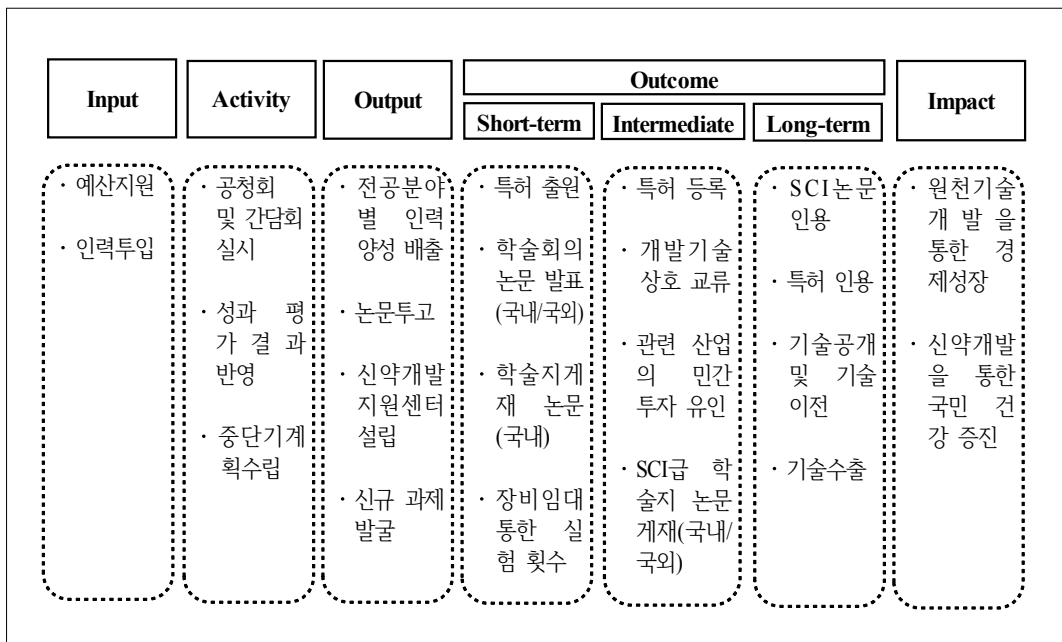 Input
Activity
Output
Outcome
Short-term
Intermediate
Long-term
Impact
· 예산지원
· 인력투입
· 공청회
및 간담회
실시
· 성과 평
가 결 과
반영
· 중단기계
획수립
· 전공분야
별 인력
양성 배출
· 논문투고
· 신약개발
지원센터
설립
· 신규 과제
발굴
· 특허 출원
· 학술회의
논문 발표
(국내/국외)
· 학술지게
재 논문
(국내)
· 장비임대
통한 실
험 횟수
· 특허 등록
· 개발기술
상호 교류
· 관련 산업
의 민간
투자 유인
· SCI급 학
술지 논문
게재(국내/
국외)
· SCI논문
인용
· 특허 인용
· 기술공개
및 기술
이전
· 기술수출
· 원천기술
개 발 을
통한 경
제성장
· 신약개발
을 통한
국민 건
강 증진